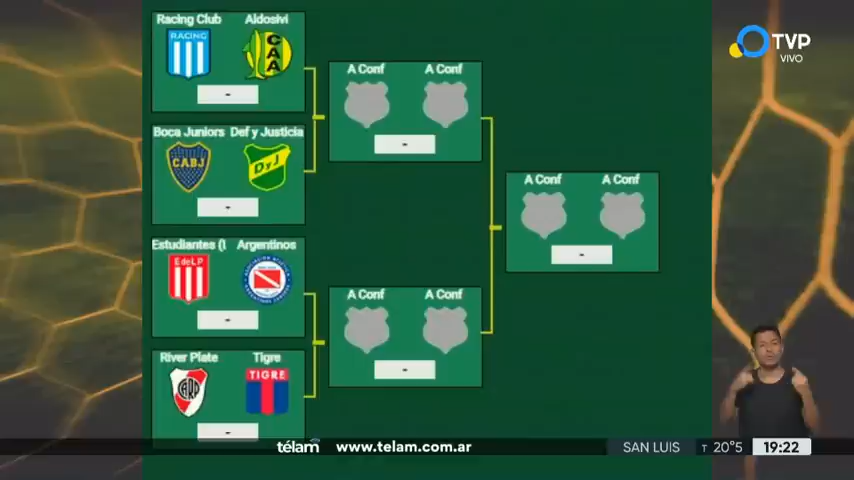 Racing Club Aldosivi
RACING
CAA
-
Boca Juniors Def y Justicia
CABJ
DyJ
-
Estudiantes (l Argentinos
EdeLP
-
River Plate Tigre
CARP
TIGRE
-
A Conf A Conf
-
A Conf A Conf
-
A Conf A Conf
-
TVP
VIVO
télam www.telam.com.ar
SAN LUIS T 20°5 19:22